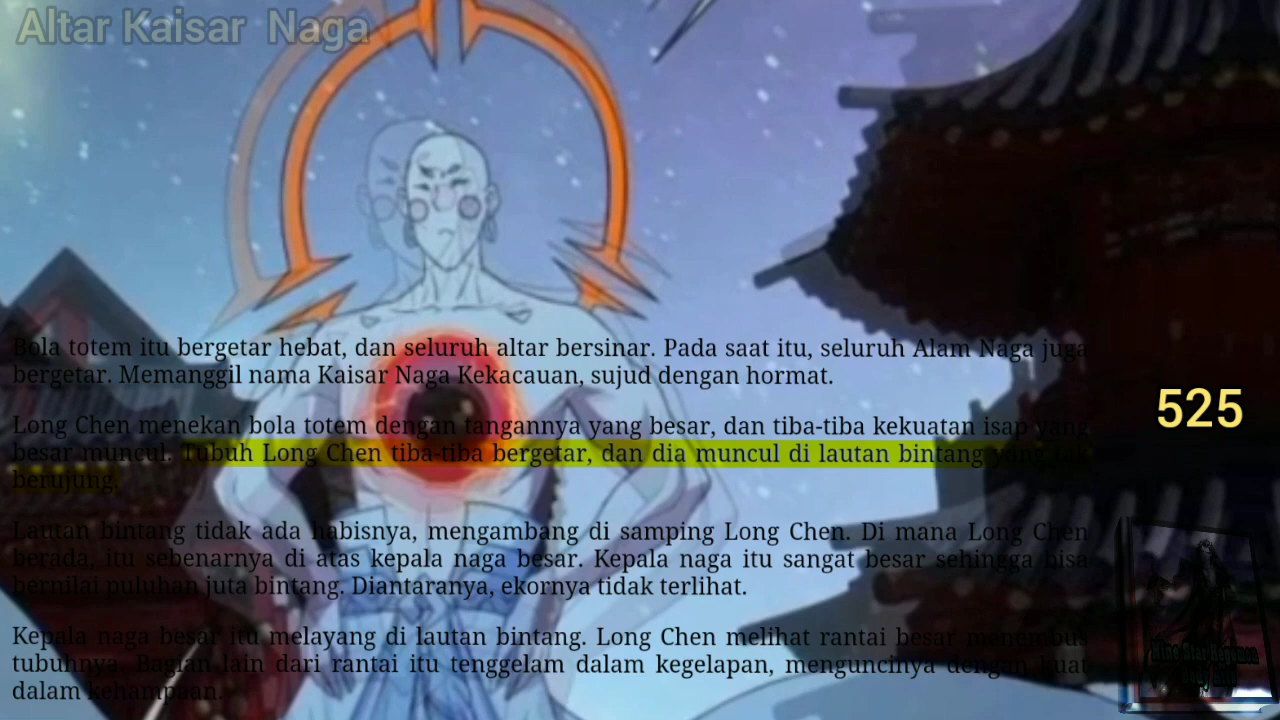 Altar Kaisar Naga
Bola totem itu bergetar hebat, dan seluruh altar bersinar. Pada saat itu, seluruh Alam Naga juga
bergetar. Memanggil nama Kaisar Naga Kekacauan, sujud dengan hormat.
525
Long Chen menekan bola totem dengan tangannya yang besar, dan tiba-tiba kekuatan isap yang
besar muncul. Tubuh Long Chen tiba-tiba bergetar, dan dia muncul di lautan bintang yang tak
berujung.
Lautan bintang tidak ada habisnya, mengambang di samping Long Chen. Di mana Long Chen
berada, itu sebenarnya di atas kepala naga besar. Kepala naga itu sangat besar sehingga bisa
bernilai puluhan juta bintang. Diantaranya, ekornya tidak terlihat.
Kepala naga besar itu melayang di lautan bintang. Long Chen melihat rantai besar menembus
tubuhnya. Bagian lain dari rantai itu tenggelam dalam kegelapan, menguncinya dengan kuat
dalam kehampaan.